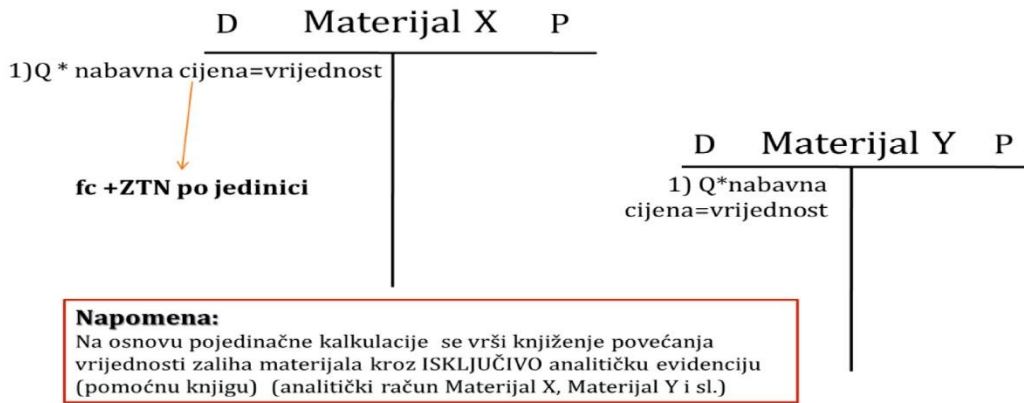 D Materijal X P
1)Q * nabavna cijena=vrijednost
fc +ZTN po jedinici
D Materijal Y P
1) Q*nabavna
cijena=vrijednost
Napomena:
Na osnovu pojedinačne kalkulacije se vrši knjiženje povećanja
vrijednosti zaliha materijala kroz ISKLJUČIVO analitičku evidenciju
(pomoćnu knjigu) (analitički račun Materijal X, Materijal Y i sl.)